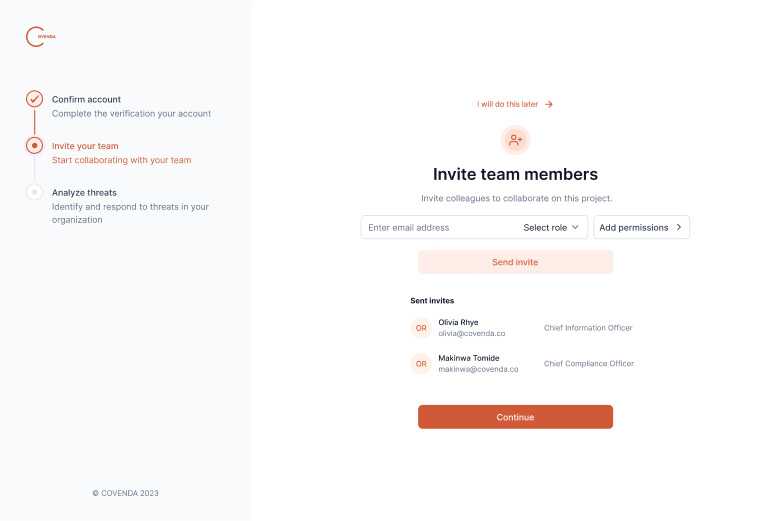 COVENDA
Confirm account
Complete the verification your account
Invite your team
Start collaborating with your team
Analyze threats
Identify and respond to threats in your
organization
© COVENDA 2023
I will do this later
Invite team members
Invite colleagues to collaborate on this project.
Enter email address Select role Add permissions
Send invite
Sent invites
OR Olivia Rhye Chief Information Officer
olivia@covenda.co
OR Makinwa Tomide Chief Compliance Officer
makinwa@covenda.co
Continue